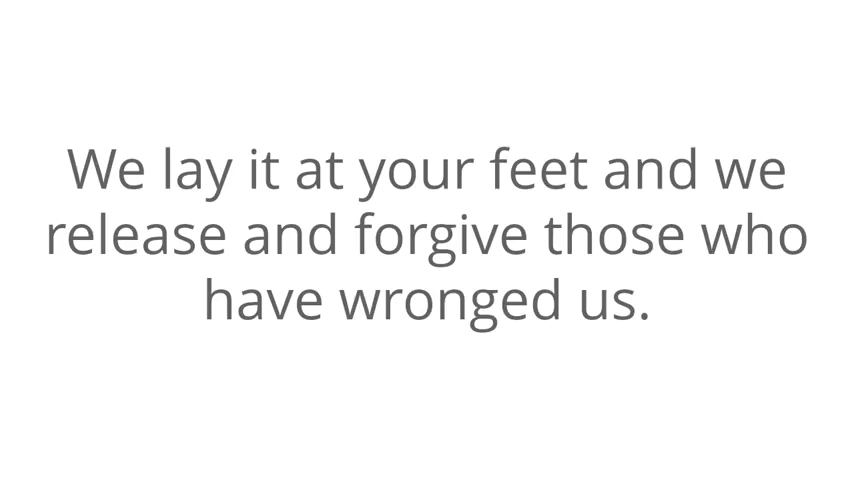 We lay it at your feet and we
release and forgive those who
have wronged us.